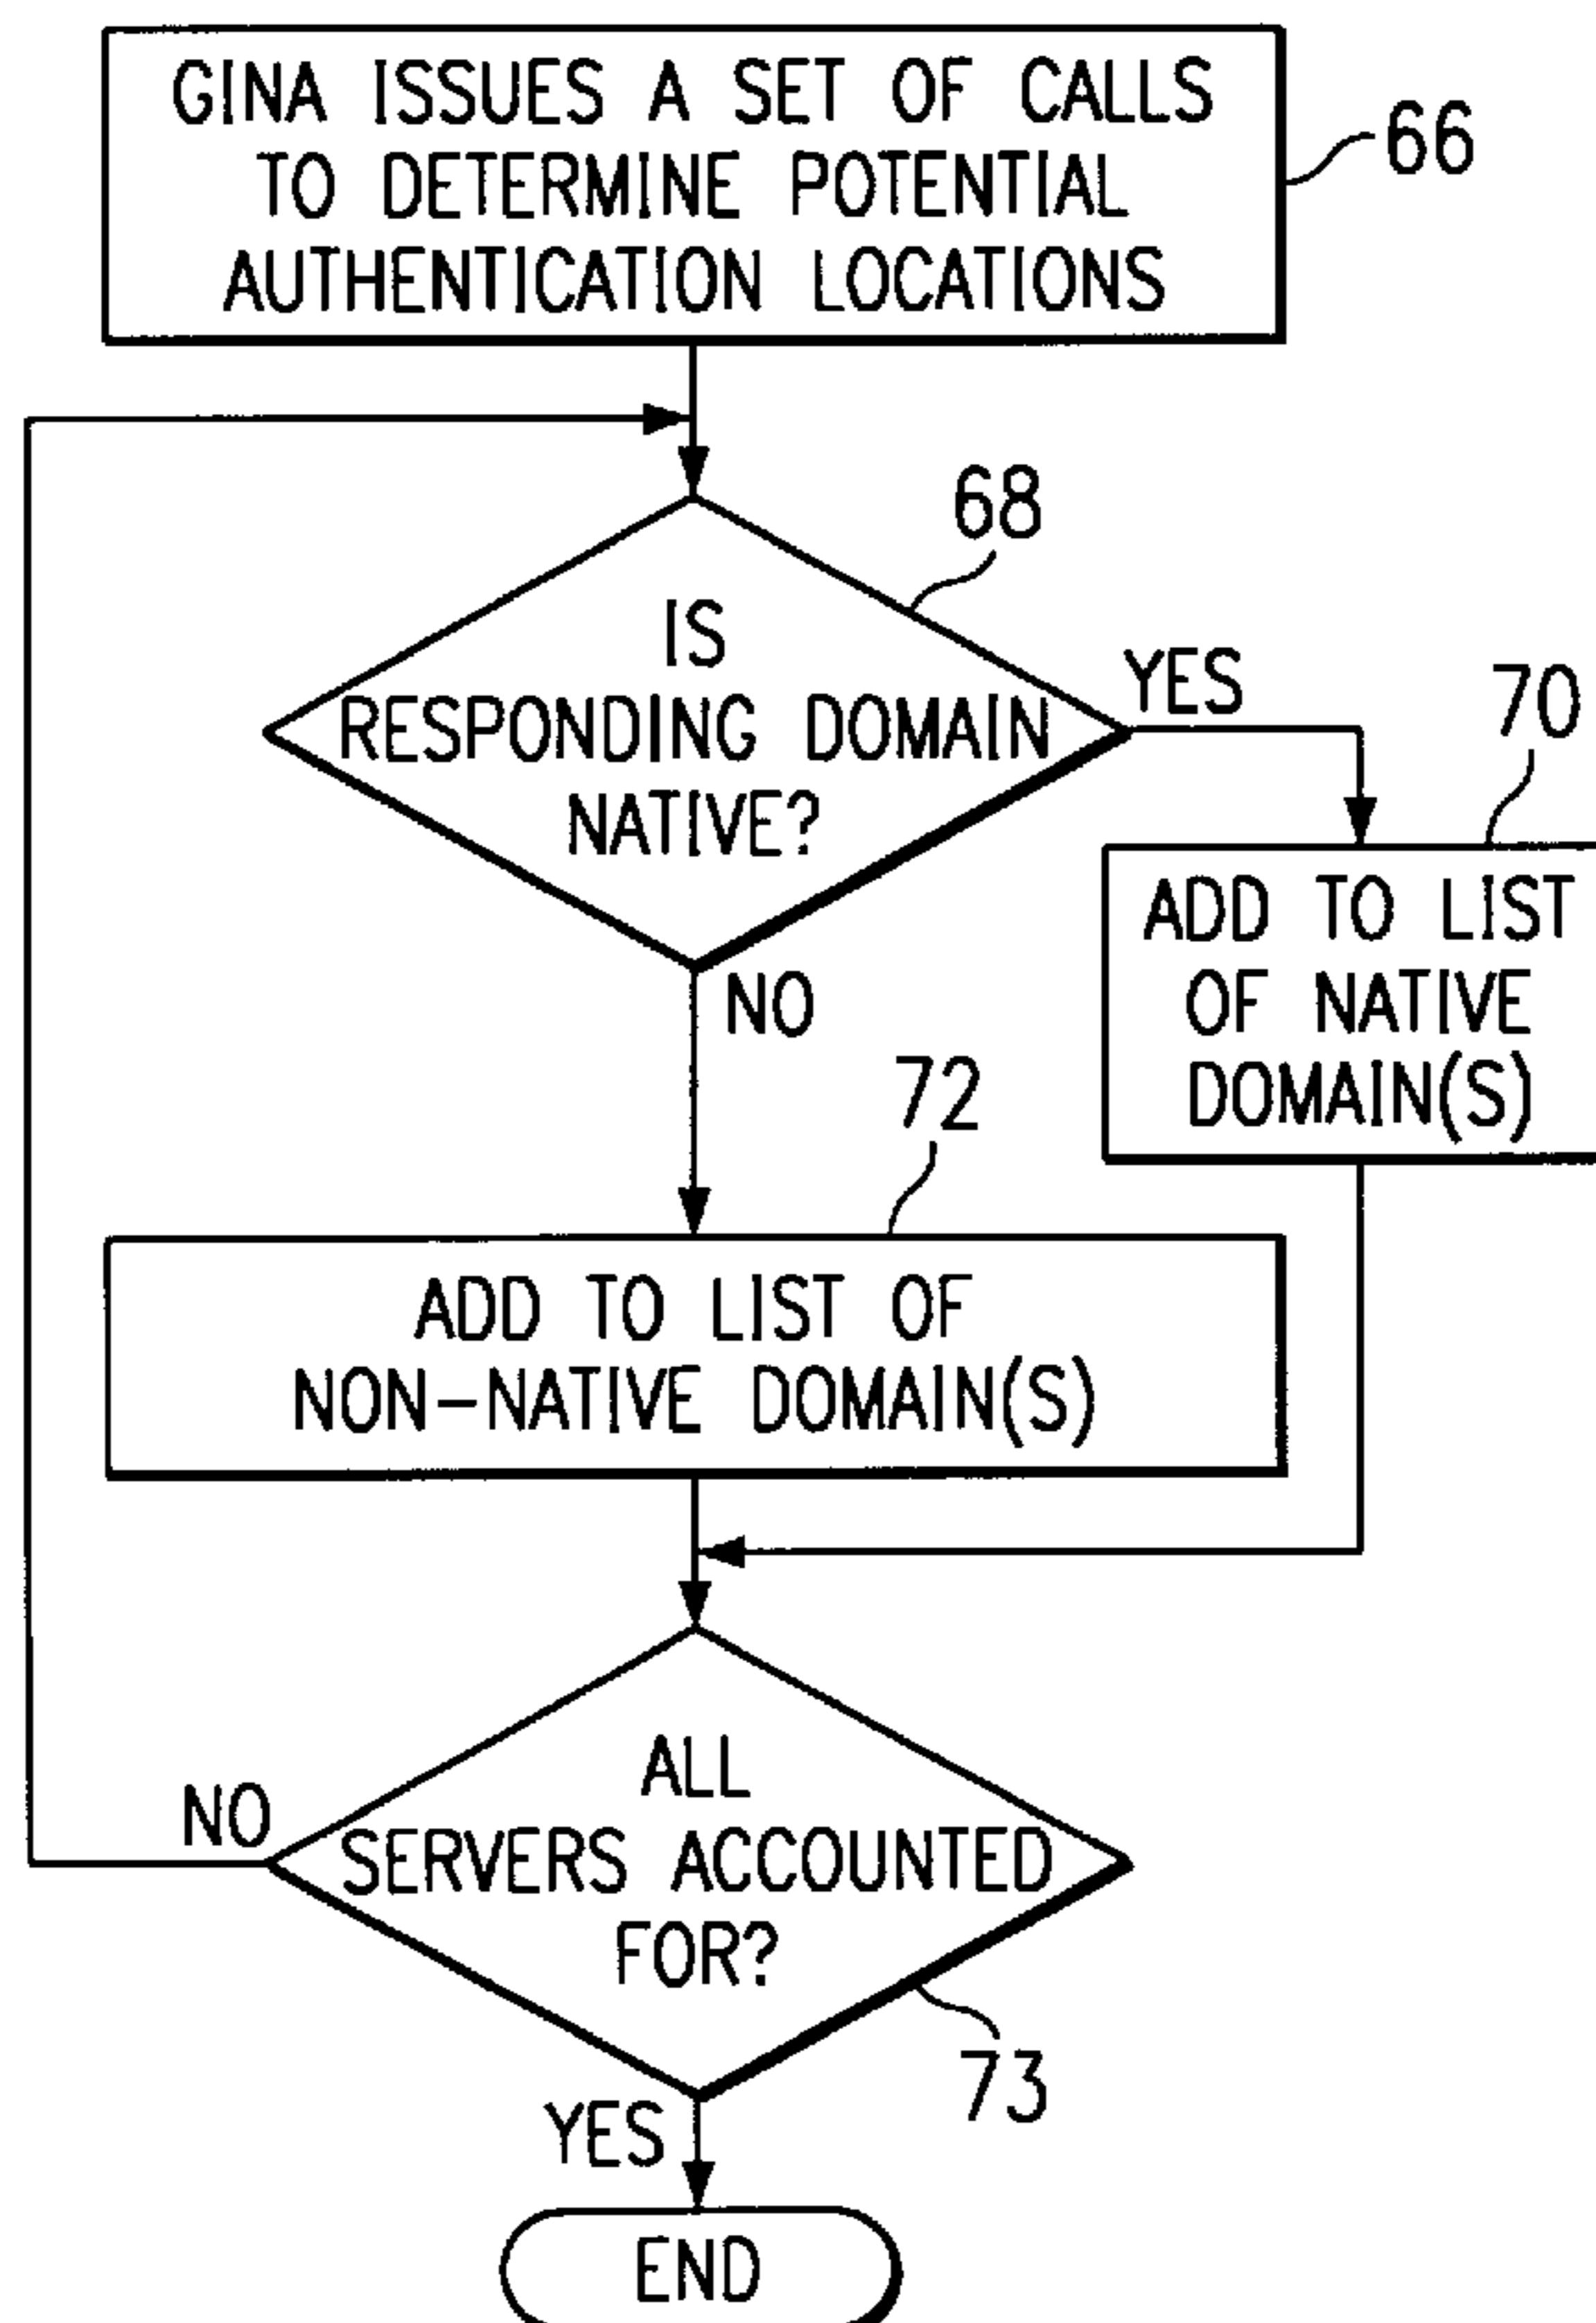 GINA ISSUES A SET OF CALLS
TO DETERMINE POTENTIAL
AUTHENTICATION LOCATIONS
66
68
IS
RESPONDING DOMAIN
NATIVE?
YES
70
ADD TO LIST
OF NATIVE
DOMAIN(S)
NO
72
ADD TO LIST OF
NON-NATIVE DOMAIN(S)
ALL
SERVERS ACCOUNTED
FOR?
NO
73
YES
END